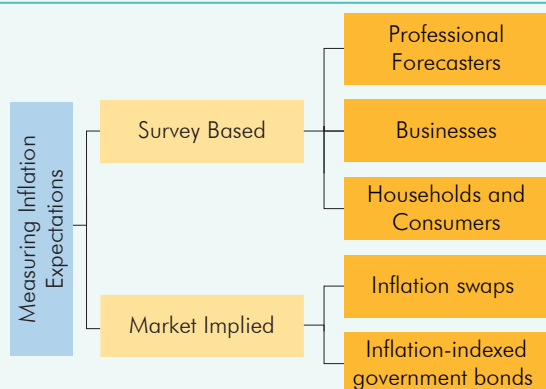 Measuring Inflation
Expectations
Survey Based
Professional
Forecasters
Businesses
Households and
Consumers
Market Implied
Inflation swaps
Inflation-indexed
government bonds